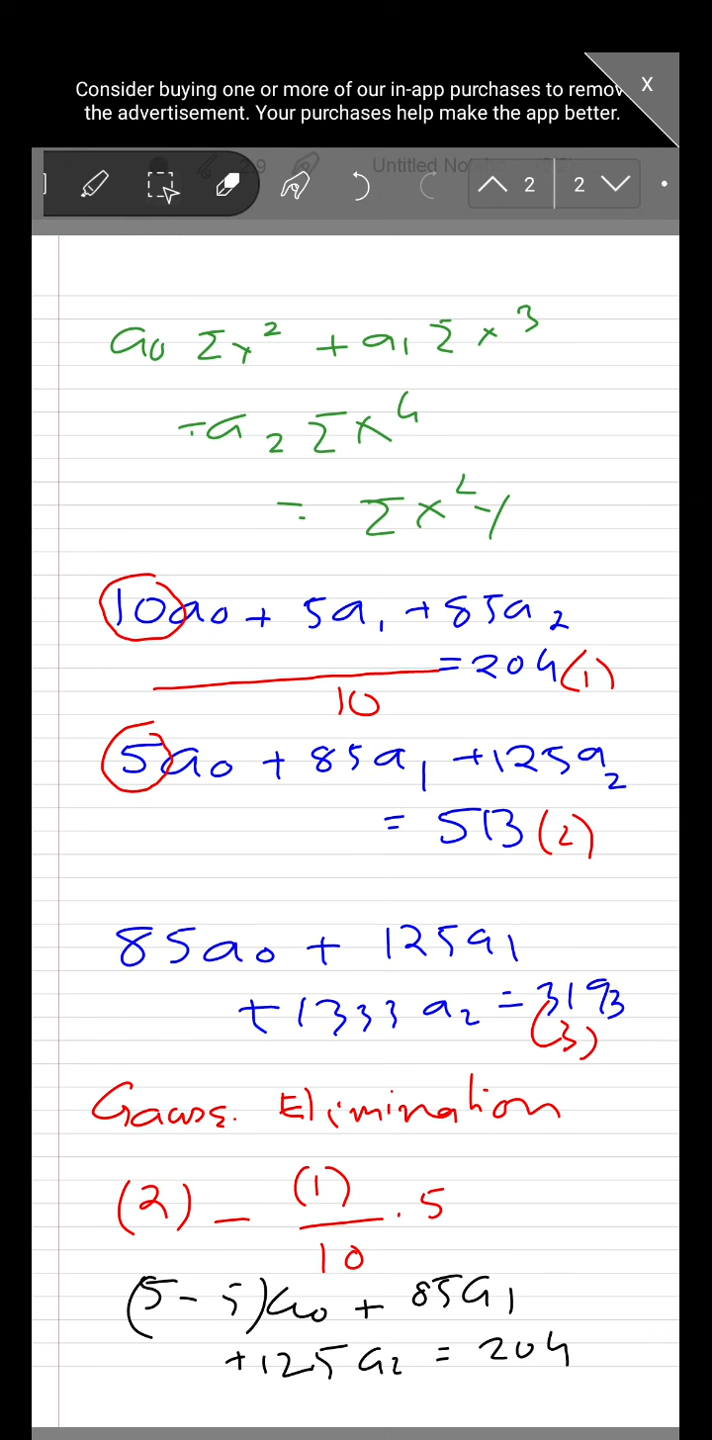 Consider buying one or more of our in-app purchases to remov
the advertisement. Your purchases help make the app better.
X
2.9 Untitled No
2 2
a0 Σx² + a1 Σx³
÷a2 Σx⁴
= Σx²y
10a0 + 5a1 + 85a2
= 204 (1)
10
5a0 + 85a1 + 125a2
= 513 (2)
85a0 + 125a1
+ 1333a2 = 3193
(3)
Gauss. Elimination
(2) - (1)/10 . 5
(5 - 5)a0 + 85a1
+125a2 = 204